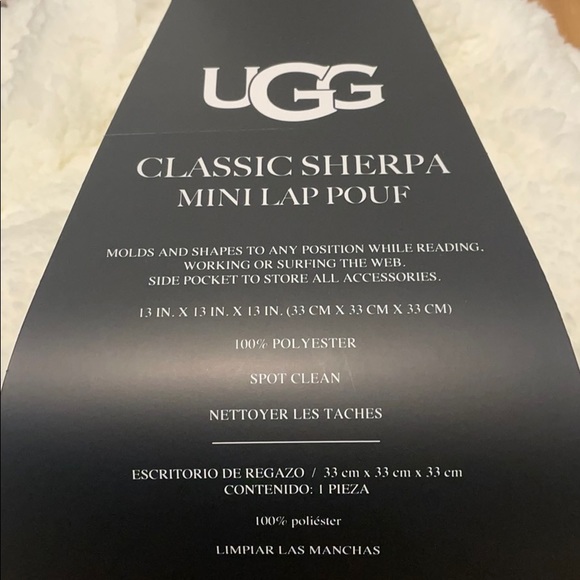 UGG
CLASSIC SHERPA
MINI LAP POUF
MOLDS AND SHAPES TO ANY POSITION WHILE READING,
WORKING OR SURFING THE WEB.
SIDE POCKET TO STORE ALL ACCESSORIES.
13 IN. X 13 IN. X 13 IN. (33 CM X 33 CM X 33 CM)
100% POLYESTER
SPOT CLEAN
NETTOYER LES TACHES
ESCRITORIO DE REGAZO / 33 cm x 33 cm x 33 cm
CONTENIDO: 1 PIEZA
100% poliéster
LIMPIAR LAS MANCHAS